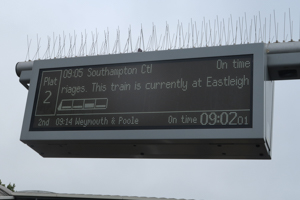 Plat 09:05 Southampton Ctl On time
2 riages. This train is currently at Eastleigh
2nd 09:14 Weymouth & Poole On time 09:02 01